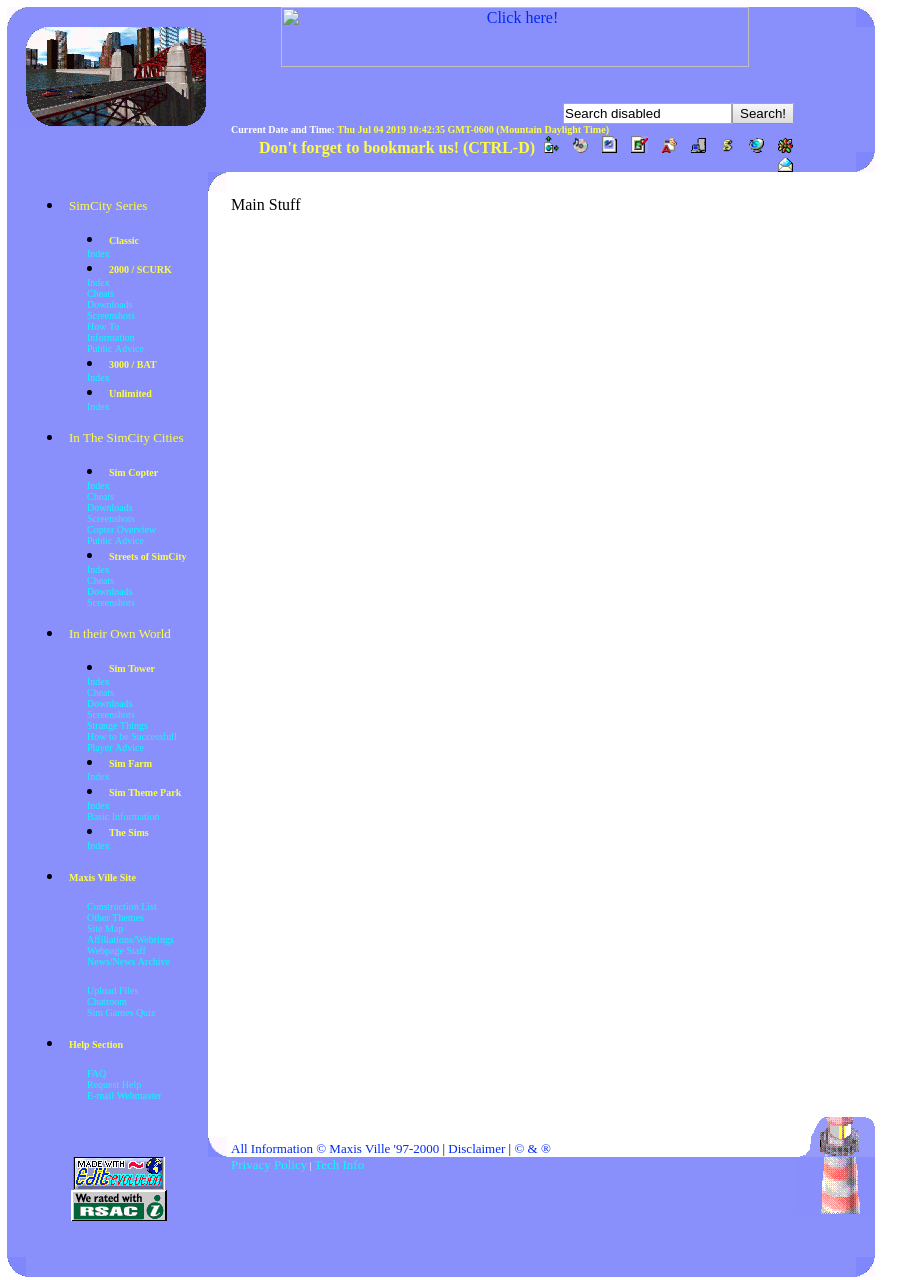 Click here!
Search disabled
Search!
Current Date and Time: Thu Jul 04 2019 10:42:35 GMT-0600 (Mountain Daylight Time)
Don't forget to bookmark us! (CTRL-D)
SimCity Series
Classic
Index
2000 / SCURK
Index
Cheats
Downloads
Screenshots
How To
Information
Public Advice
3000 / BAT
Index
Unlimited
Index
In The SimCity Cities
Sim Copter
Index
Cheats
Downloads
Screenshots
Copter Overview
Public Advice
Streets of SimCity
Index
Cheats
Downloads
Screenshots
In their Own World
Sim Tower
Index
Cheats
Downloads
Screenshots
Strange Things
How to be Successful!
Player Advice
Sim Farm
Index
Sim Theme Park
Index
Basic Information
The Sims
Index
Maxis Ville Site
Construction List
Other Themes
Site Map
Affiliations/Webrings
Webpage Staff
News/News Archive
Upload Files
Chatroom
Sim Games Quiz
Help Section
FAQ
Request Help
E-mail Webmaster
Main Stuff
All Information © Maxis Ville '97-2000 | Disclaimer | © & ®
Privacy Policy | Tech Info
MADE WITH
We rated with
RSAC i